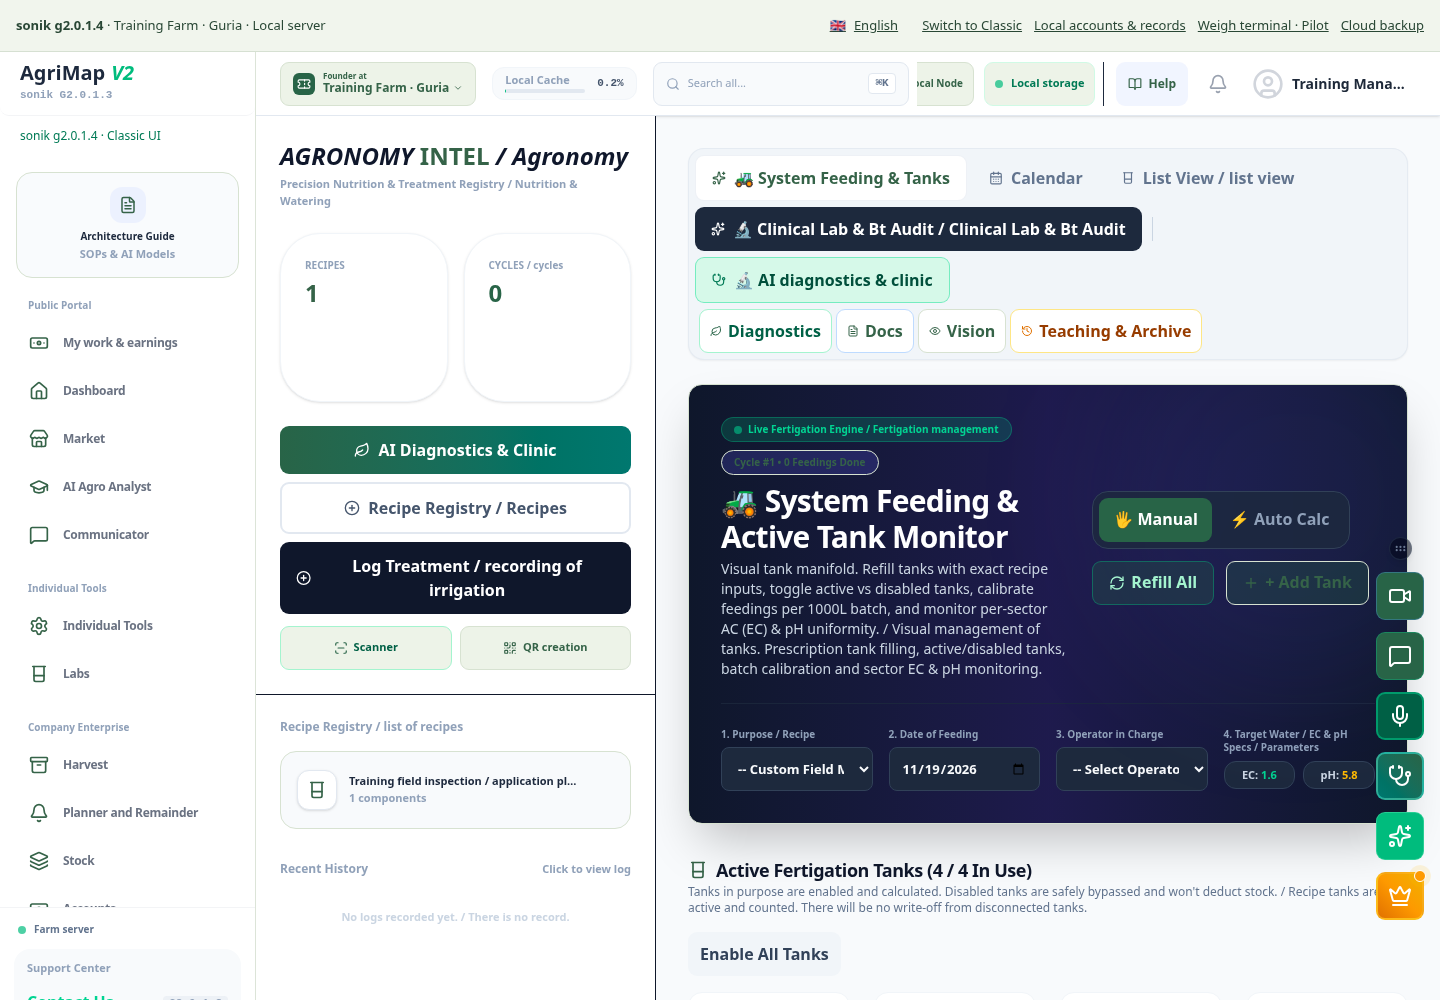 sonik g2.0.1.4 · Training Farm · Guria · Local server
English
Switch to Classic
Local accounts & records
Weigh terminal · Pilot
Cloud backup
AgriMap V2
sonik G2.0.1.3
sonik g2.0.1.4 · Classic UI
Architecture Guide
SOPs & AI Models
Public Portal
My work & earnings
Dashboard
Market
AI Agro Analyst
Communicator
Individual Tools
Individual Tools
Labs
Company Enterprise
Harvest
Planner and Remainder
Stock
Farm server
Support Center
Founder at
Training Farm · Guria
Local Cache
0.2%
Search all...
⌘K
Node
Local storage
Help
Training Mana...
AGRONOMY INTEL / Agronomy
Precision Nutrition & Treatment Registry / Nutrition &
Watering
RECIPES
1
CYCLES / cycles
0
AI Diagnostics & Clinic
Recipe Registry / Recipes
Log Treatment / recording of
irrigation
Scanner
QR creation
Recipe Registry / list of recipes
Training field inspection / application pl...
1 components
Recent History
Click to view log
No logs recorded yet. / There is no record.
System Feeding & Tanks
Calendar
List View / list view
Clinical Lab & Bt Audit / Clinical Lab & Bt Audit
AI diagnostics & clinic
Diagnostics
Docs
Vision
Teaching & Archive
Live Fertigation Engine / Fertigation management
Cycle #1 • 0 Feedings Done
System Feeding &
Active Tank Monitor
Visual tank manifold. Refill tanks with exact recipe
inputs, toggle active vs disabled tanks, calibrate
feedings per 1000L batch, and monitor per-sector
AC (EC) & pH uniformity. / Visual management of
tanks. Prescription tank filling, active/disabled tanks,
batch calibration and sector EC & pH monitoring.
Manual
Auto Calc
Refill All
+ Add Tank
1. Purpose / Recipe
-- Custom Field
2. Date of Feeding
11/19/2026
3. Operator in Charge
-- Select Operato
4. Target Water / EC & pH
Specs / Parameters
EC: 1.6
pH: 5.8
Active Fertigation Tanks (4 / 4 In Use)
Tanks in purpose are enabled and calculated. Disabled tanks are safely bypassed and won't deduct stock. / Recipe tanks are
active and counted. There will be no write-off from disconnected tanks.
Enable All Tanks